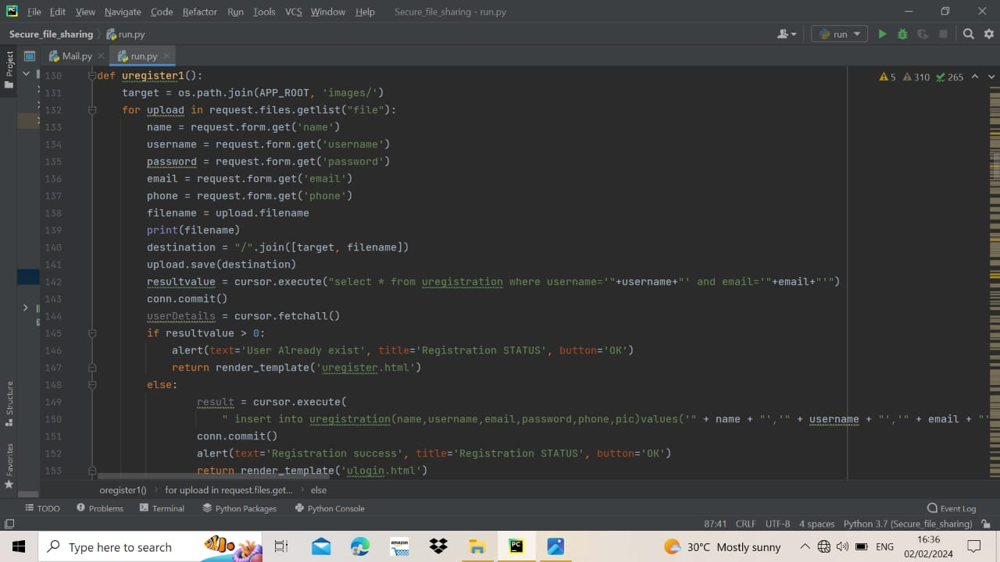 File Edit View Navigate Code Refactor Run Tools VCS Window Help Secure_file_sharing - run.py
Secure_file_sharing run.py run
Project Mail.py run.py
5 310 265
130 def uregister1():
131 target = os.path.join(APP_ROOT, 'images/')
132 for upload in request.files.getlist("file"):
133 name = request.form.get('name')
134 username = request.form.get('username')
135 password = request.form.get('password')
136 email = request.form.get('email')
137 phone = request.form.get('phone')
138 filename = upload.filename
139 print(filename)
140 destination = "/".join([target, filename])
141 upload.save(destination)
142 resultvalue = cursor.execute("select * from uregistration where username='"+username+"' and email='"+email+"'")
143 conn.commit()
144 userDetails = cursor.fetchall()
145 if resultvalue > 0:
146 alert(text='User Already exist', title='Registration STATUS', button='OK')
147 return render_template('uregister.html')
148 else:
149 result = cursor.execute(
150 " insert into uregistration(name,username,email,password,phone,pic)values('" + name + "','" + username + "','" + email + "'
151 conn.commit()
152 alert(text='Registration success', title='Registration STATUS', button='OK')
153 return render_template('ulogin.html')
Structure
Favorites
oregister1() for upload in request.files.get... else
TODO Problems Terminal Python Packages Python Console Event Log
87:41 CRLF UTF-8 4 spaces Python 3.7 (Secure_file_sharing)
Type here to search amazon PC 30°C Mostly sunny ENG 16:36
02/02/2024